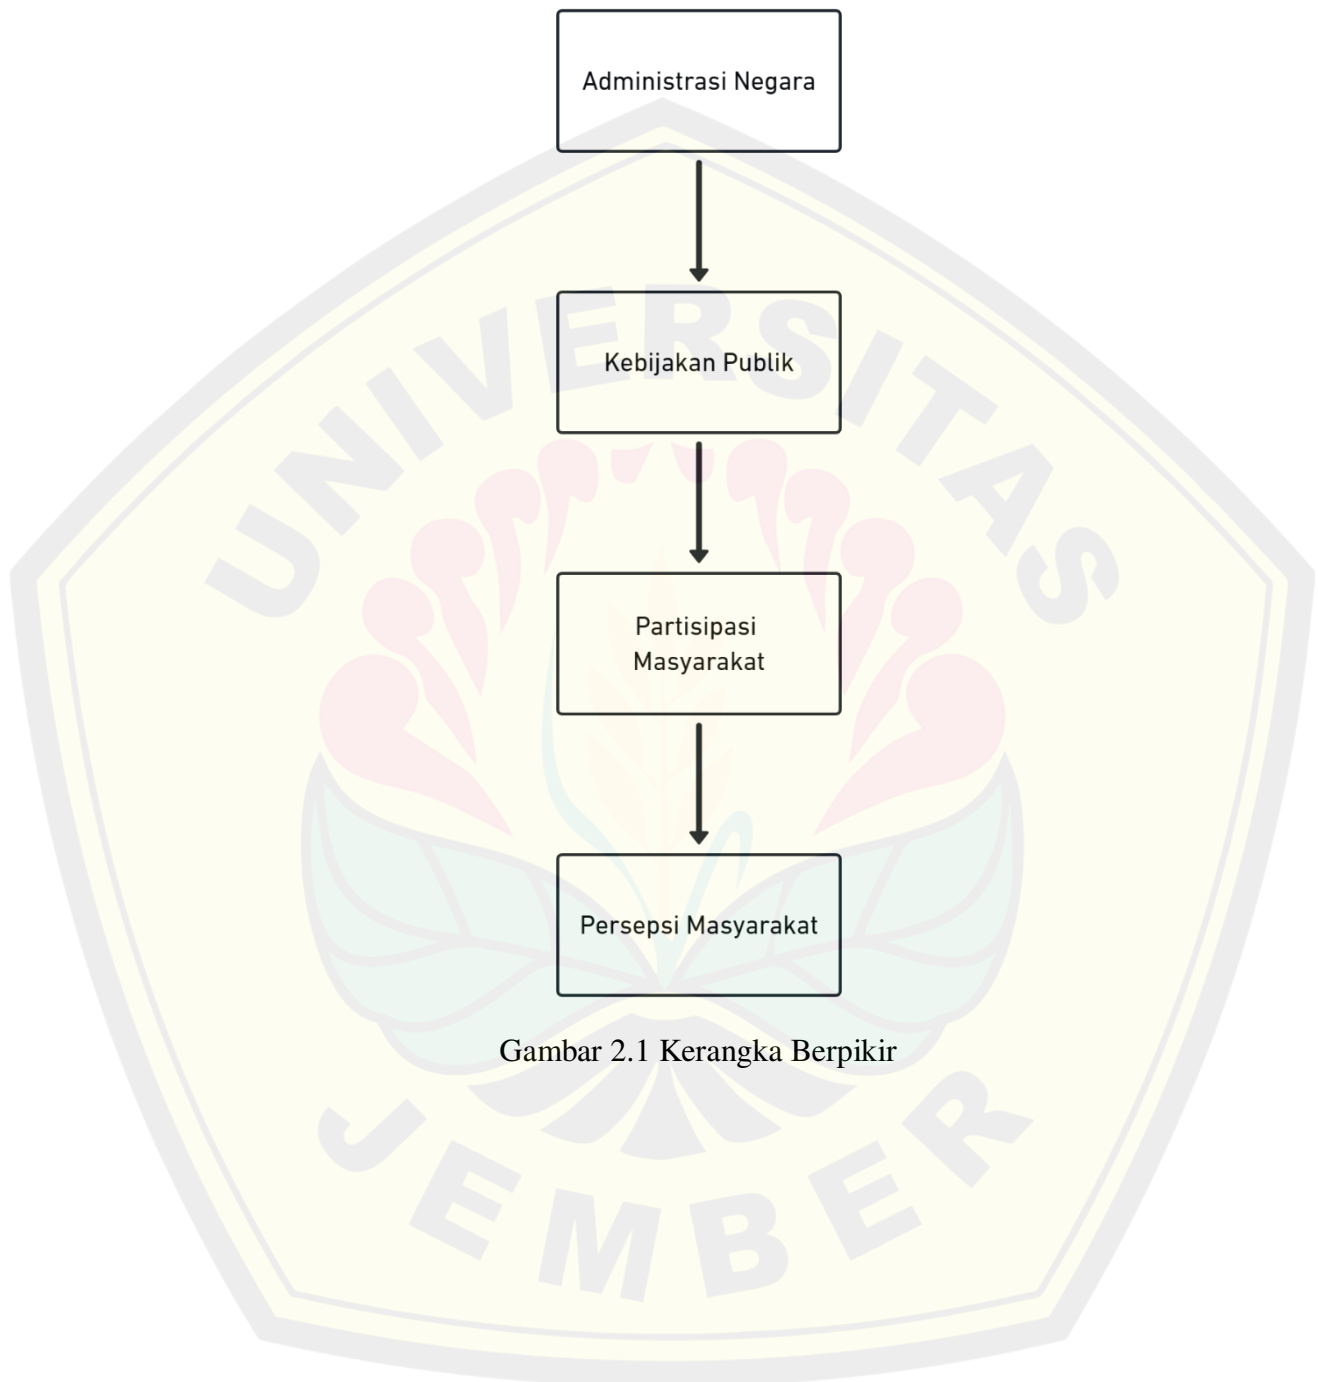 Administrasi Negara
Kebijakan Publik
Partisipasi
Masyarakat
Persepsi Masyarakat
Gambar 2.1 Kerangka Berpikir
UNIVERSITAS
JEMBER